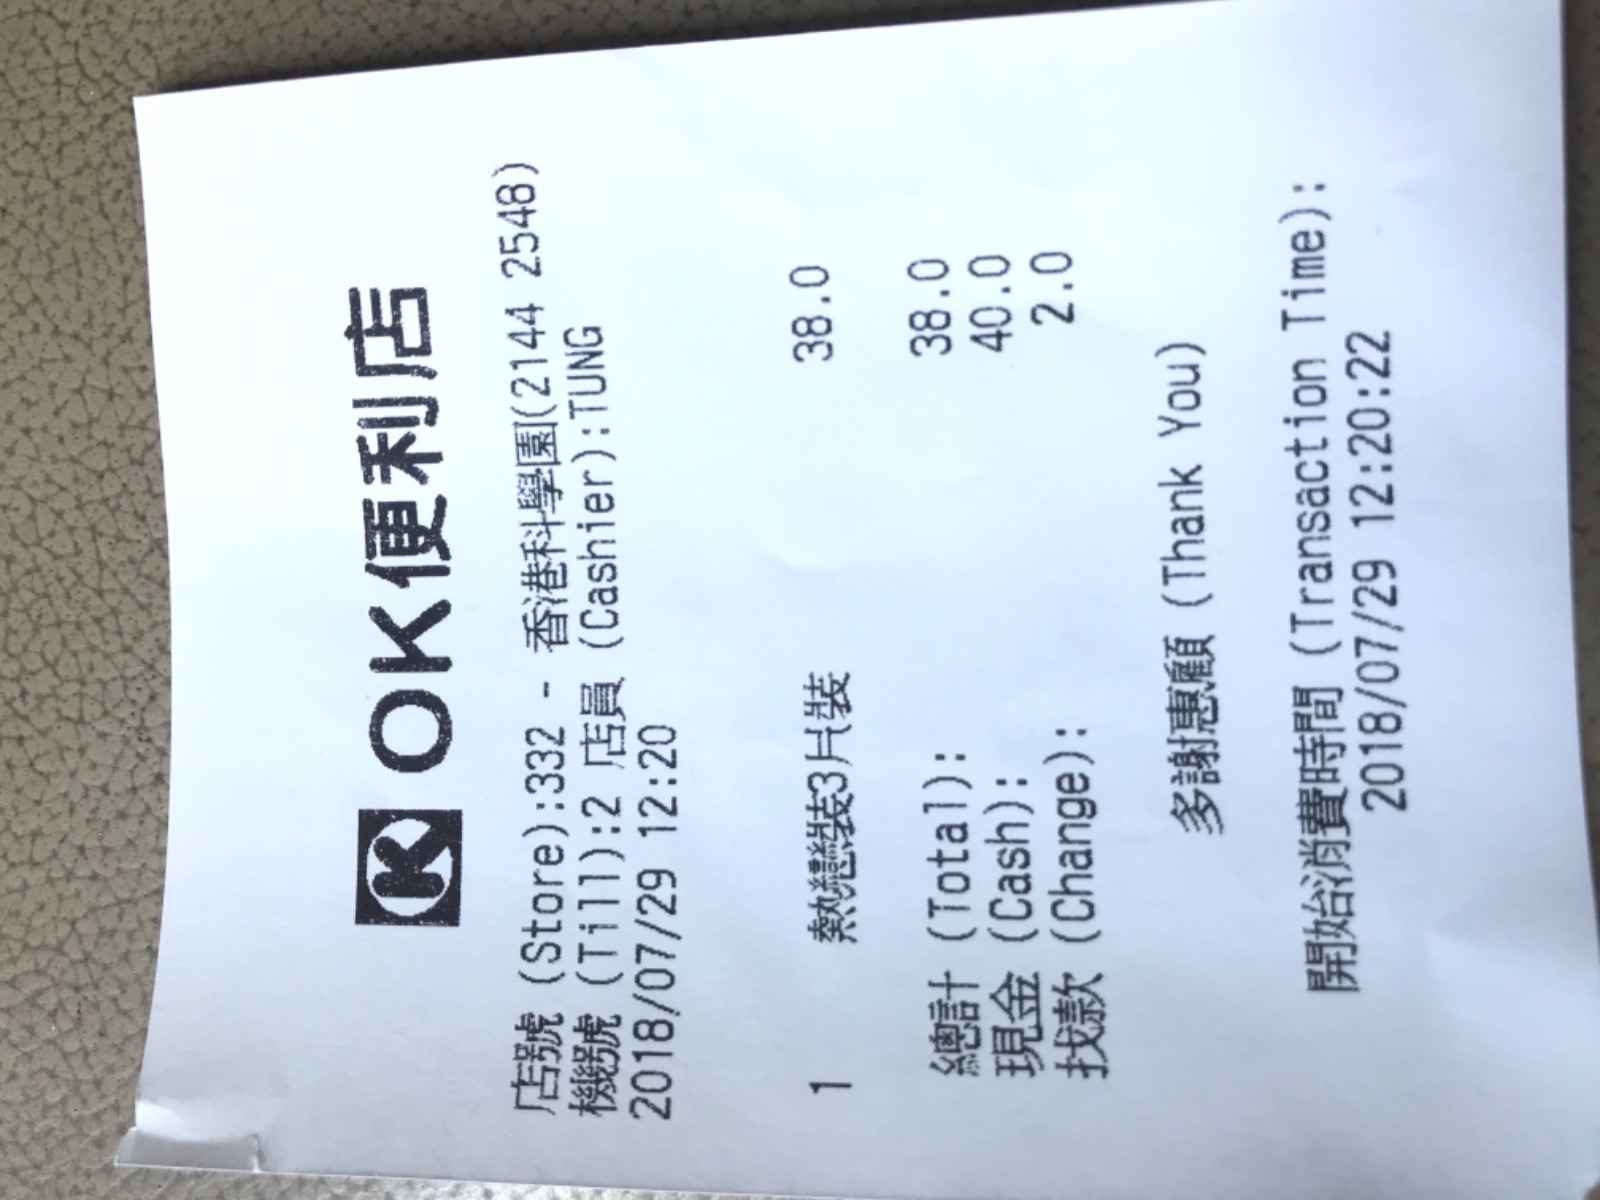 K OK便利店
店號 (Store):332 - 香港科學園(2144 2548)
機號 (Till):2 店員 (Cashier):TUNG
2018/07/29 12:20
1 熱戀裝3片裝 38.0
總計 (Total): 38.0
現金 (Cash): 40.0
找款 (Change): 2.0
多謝惠顧 (Thank You)
開始消費時間 (Transaction Time):
2018/07/29 12:20:22